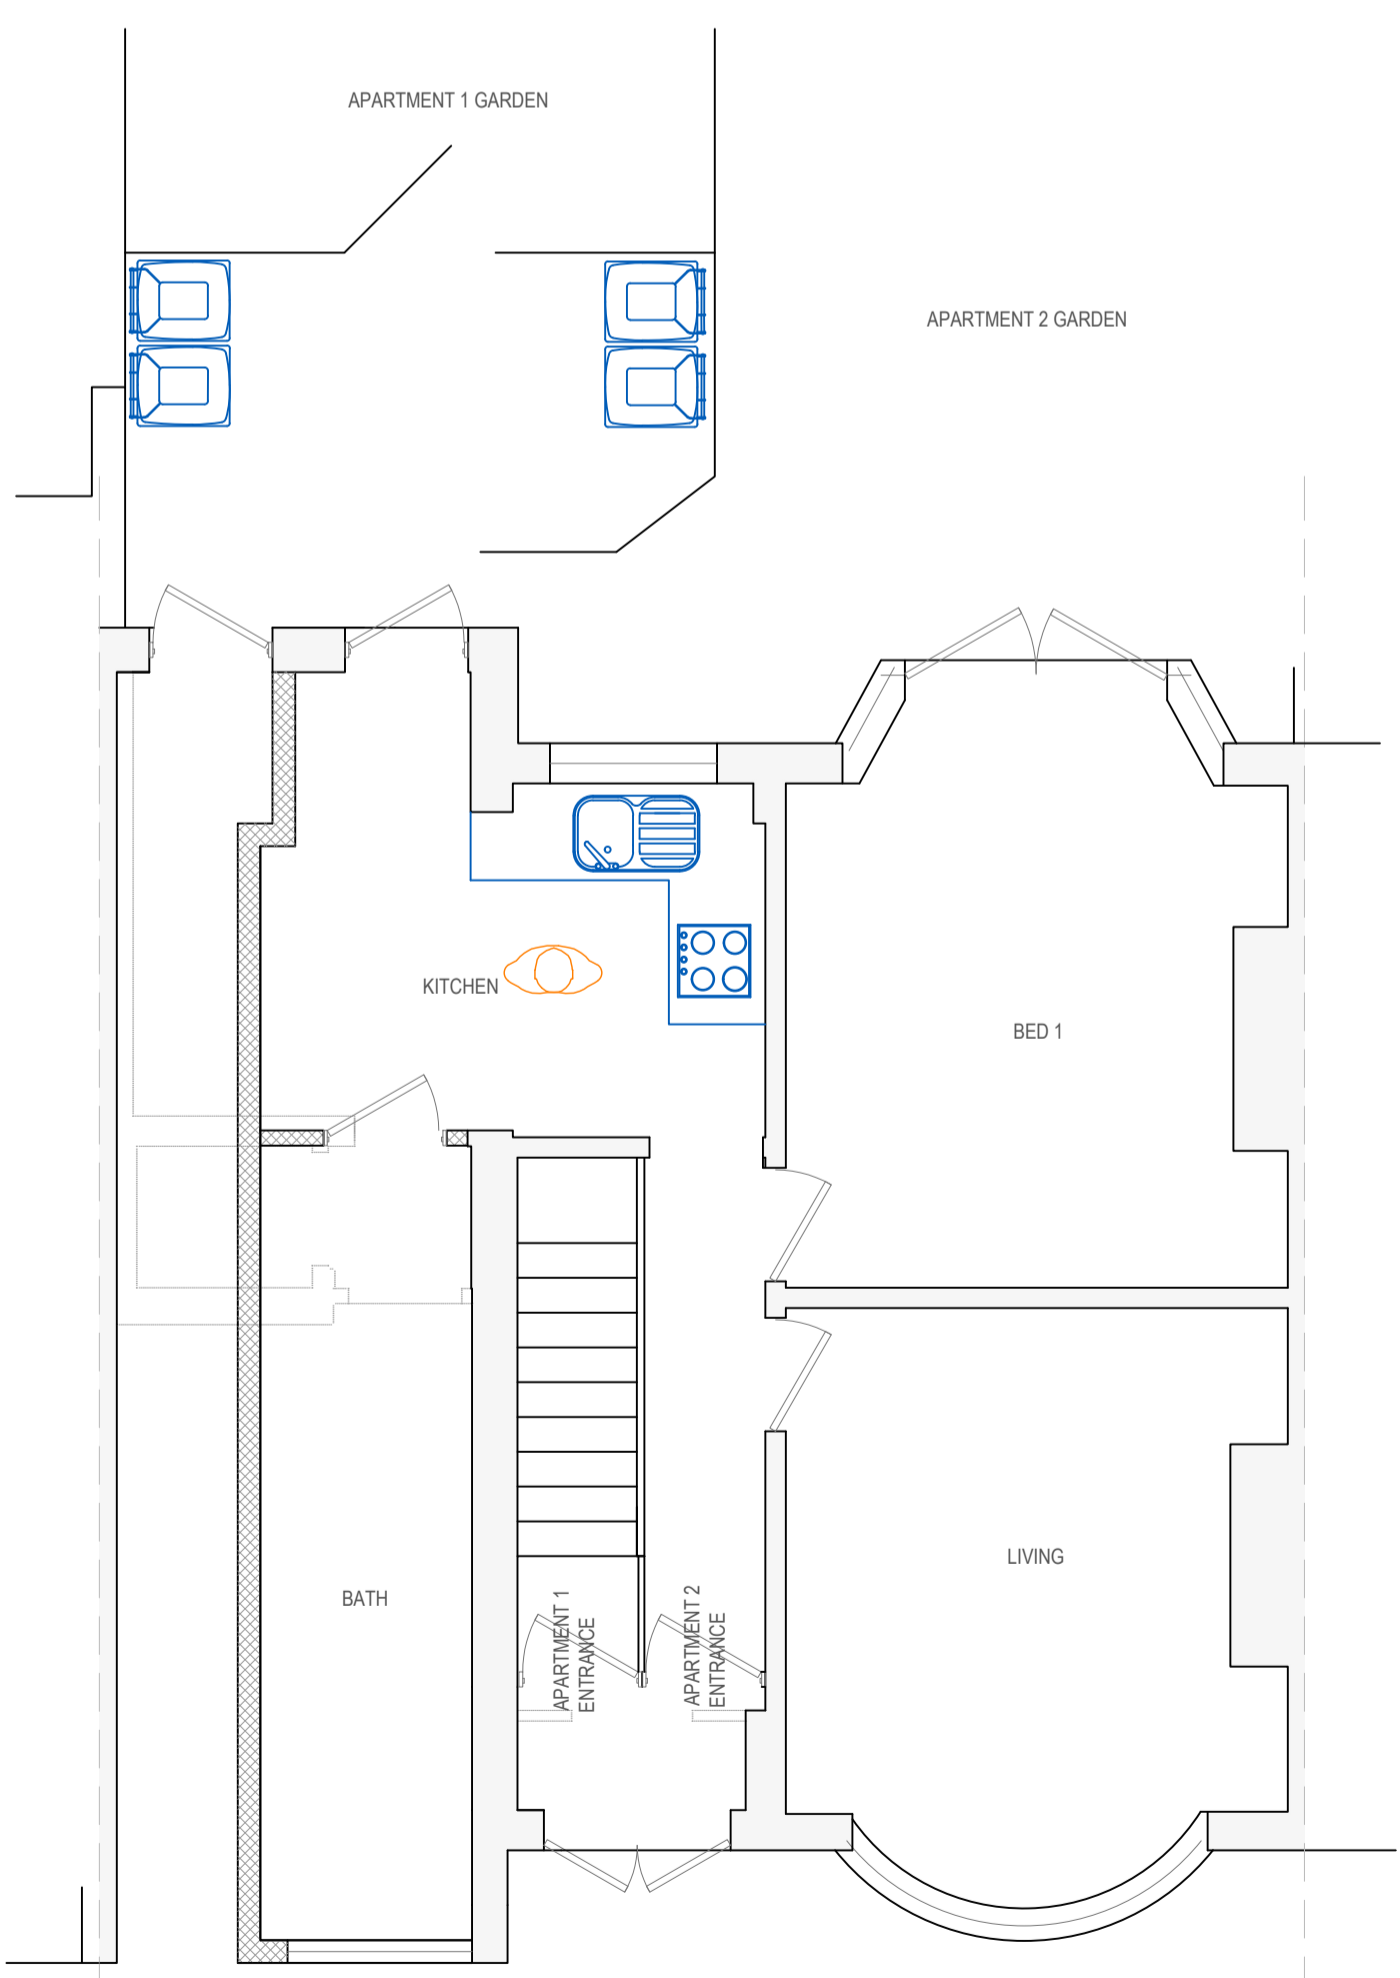 APARTMENT 1 GARDEN
APARTMENT 2 GARDEN
KITCHEN
BED 1
LIVING
BATH
APARTMENT 1
ENTRANCE
APARTMENT 2
ENTRANCE